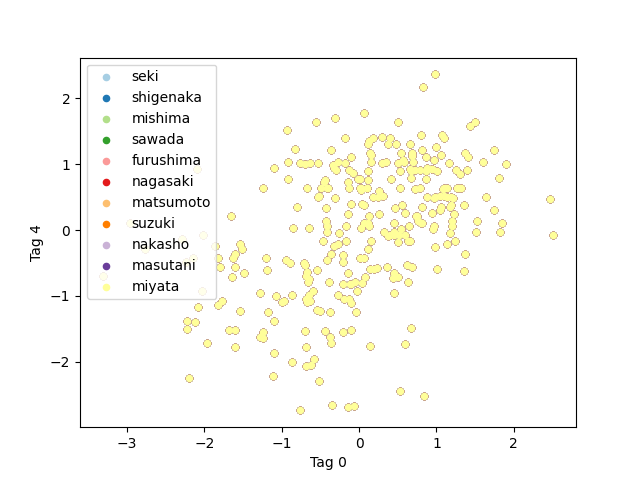 seki
shigenaka
mishima
sawada
furushima
nagasaki
matsumoto
suzuki
nakasho
masutani
miyata
Tag 4
2
1
0
−1
−2
−3 −2 −1 0 1 2
Tag 0